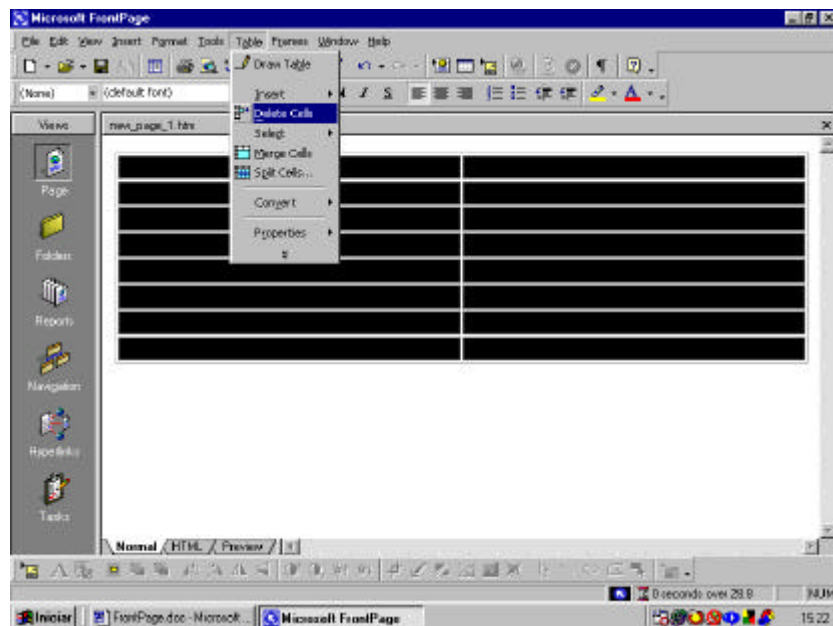 Microsoft FrontPage
File Edit View Insert Format Tools Table Frames Window Help
Draw Table
(None) (default font)
Insert
Delete Cells
Views new_page_1.htm
Select
Merge Cells
Split Cells...
Page
Convert
Properties
Folders
Reports
Navigation
Hyperlinks
Tasks
Normal HTML Preview
0 seconds over 28.8 NUM
Iniciar FrontPage.doc - Microsoft ... Microsoft FrontPage 15:22